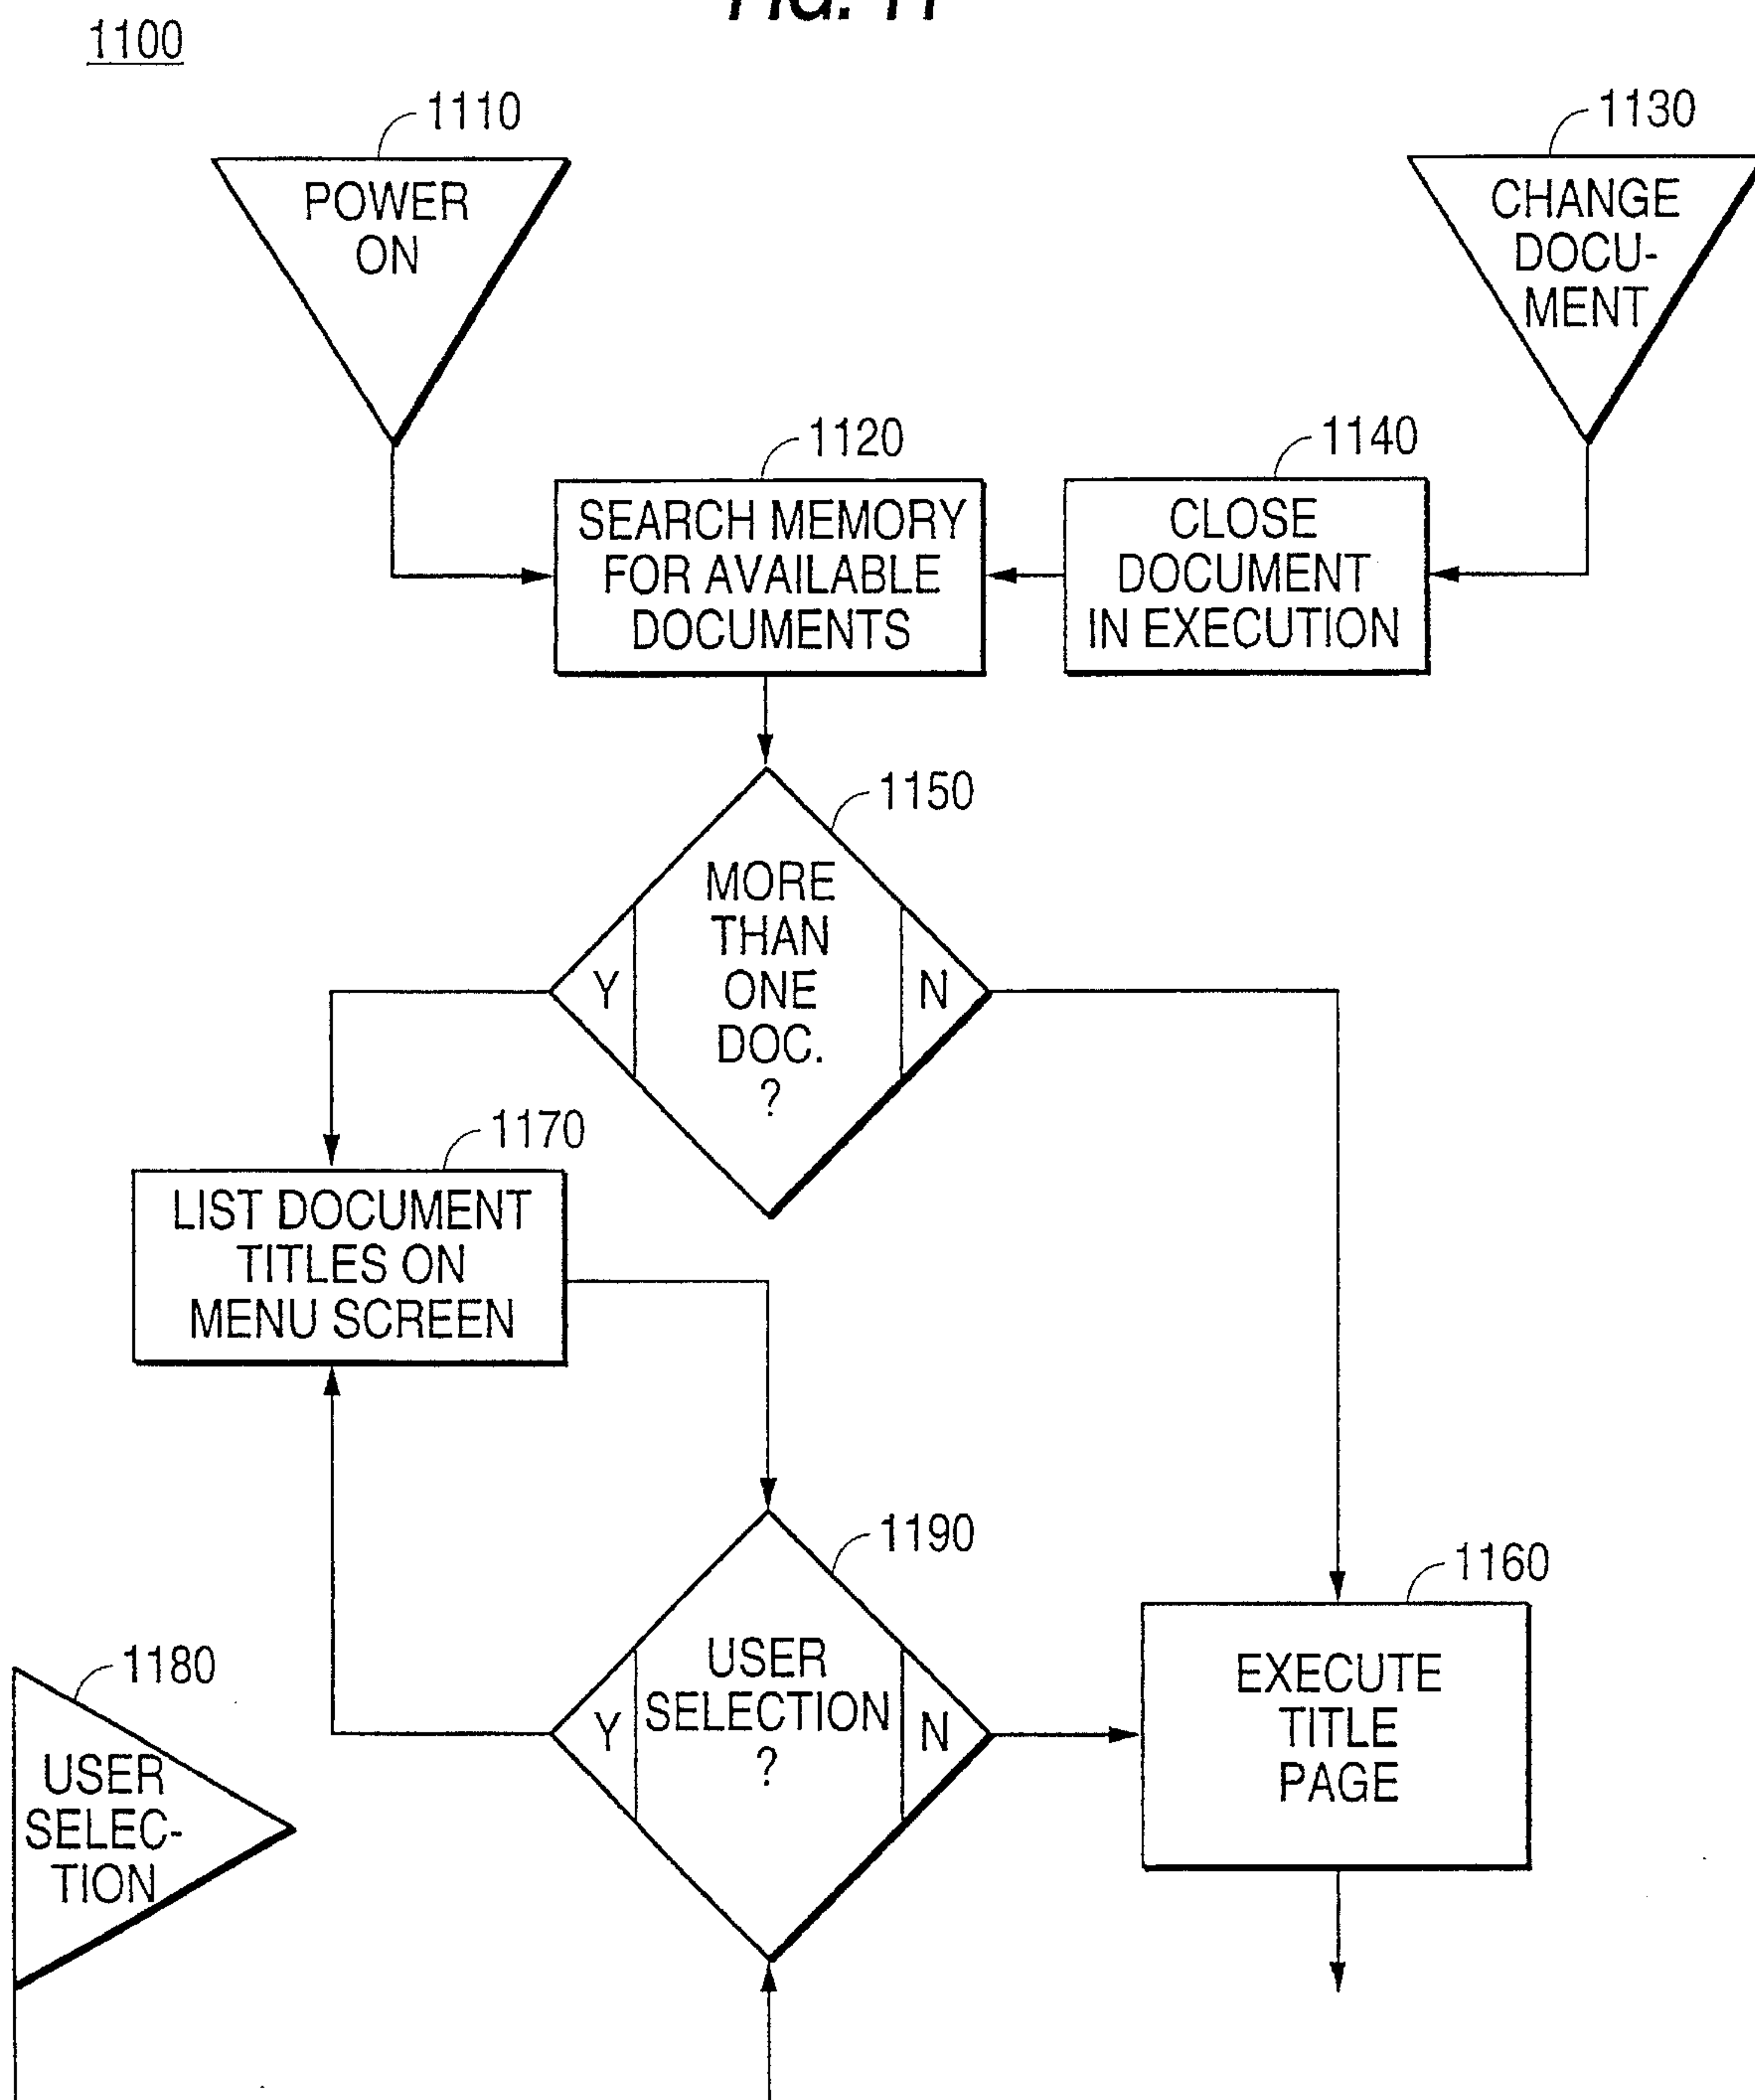 FIG. 11
1100
1110
POWER
ON
1130
CHANGE
DOCU-
MENT
1120
SEARCH MEMORY
FOR AVAILABLE
DOCUMENTS
1140
CLOSE
DOCUMENT
IN EXECUTION
1150
MORE
THAN
ONE
DOC.
?
Y
N
1170
LIST DOCUMENT
TITLES ON
MENU SCREEN
1190
USER
SELECTION
?
Y
N
1160
EXECUTE
TITLE
PAGE
1180
USER
SELEC-
TION